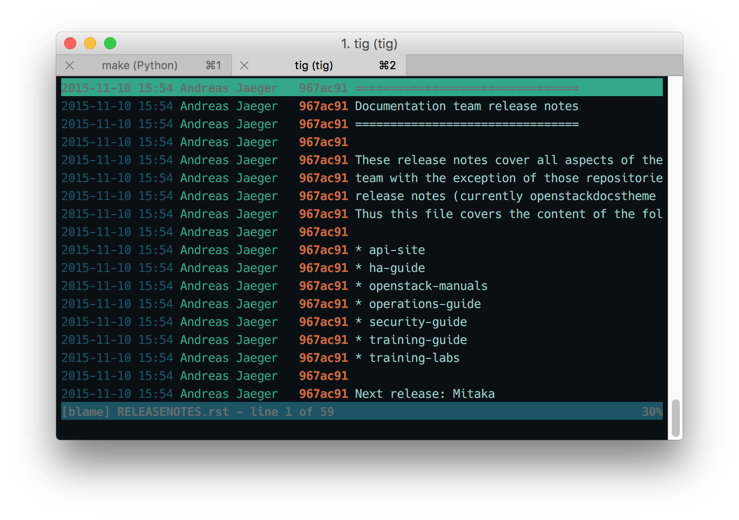 1. tig (tig)
make (Python) ⌘1 tig (tig) ⌘2
2015-11-10 15:54 Andreas Jaeger 967ac91 ================================
2015-11-10 15:54 Andreas Jaeger 967ac91 Documentation team release notes
2015-11-10 15:54 Andreas Jaeger 967ac91 ================================
2015-11-10 15:54 Andreas Jaeger 967ac91
2015-11-10 15:54 Andreas Jaeger 967ac91 These release notes cover all aspects of the
2015-11-10 15:54 Andreas Jaeger 967ac91 team with the exception of those repositorie
2015-11-10 15:54 Andreas Jaeger 967ac91 release notes (currently openstackdocstheme
2015-11-10 15:54 Andreas Jaeger 967ac91 Thus this file covers the content of the fol
2015-11-10 15:54 Andreas Jaeger 967ac91
2015-11-10 15:54 Andreas Jaeger 967ac91 * api-site
2015-11-10 15:54 Andreas Jaeger 967ac91 * ha-guide
2015-11-10 15:54 Andreas Jaeger 967ac91 * openstack-manuals
2015-11-10 15:54 Andreas Jaeger 967ac91 * operations-guide
2015-11-10 15:54 Andreas Jaeger 967ac91 * security-guide
2015-11-10 15:54 Andreas Jaeger 967ac91 * training-guide
2015-11-10 15:54 Andreas Jaeger 967ac91 * training-labs
2015-11-10 15:54 Andreas Jaeger 967ac91
2015-11-10 15:54 Andreas Jaeger 967ac91 Next release: Mitaka
[blame] RELEASENOTES.rst - line 1 of 59 30%